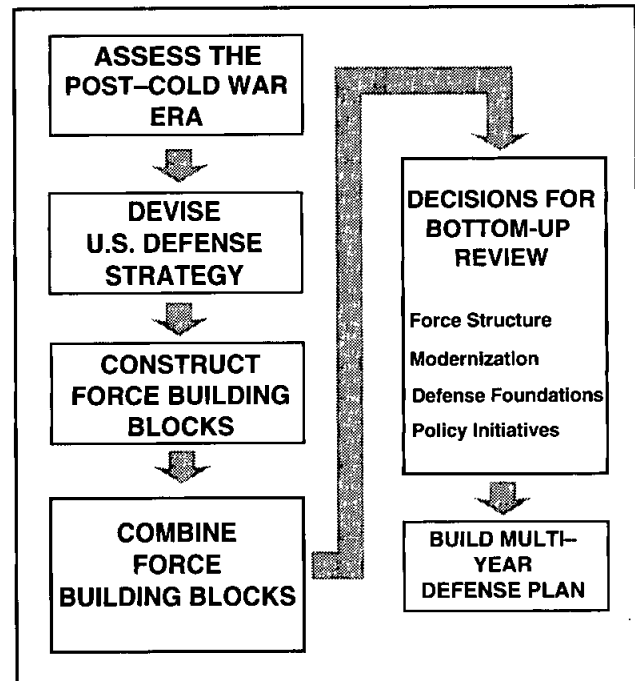 ASSESS THE
POST–COLD WAR
ERA
DEVISE
U.S. DEFENSE
STRATEGY
CONSTRUCT
FORCE BUILDING
BLOCKS
COMBINE
FORCE
BUILDING BLOCKS
DECISIONS FOR
BOTTOM-UP
REVIEW
Force Structure
Modernization
Defense Foundations
Policy Initiatives
BUILD MULTI–
YEAR
DEFENSE PLAN